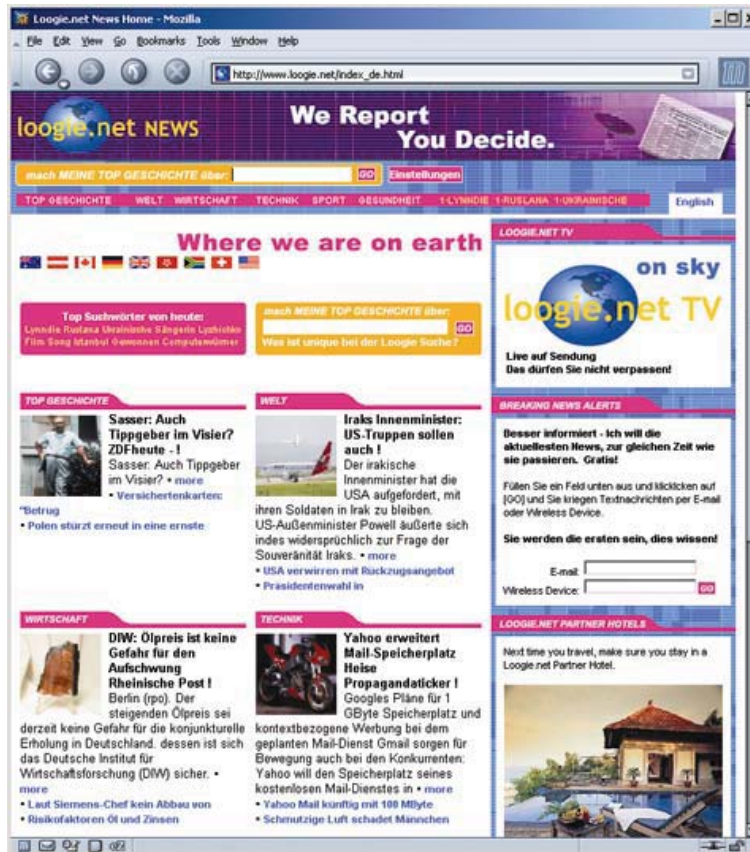 Loogie.net News Home - Mozilla
File Edit View Go Bookmarks Tools Window Help
http://www.loogie.net/index_de.html
loogie.net NEWS
We Report
You Decide.
mach MEINE TOP GESCHICHTE über: GO Einstellungen
TOP GESCHICHTE WELT WIRTSCHAFT TECHNIK SPORT GESUNDHEIT 1-LYNNDIE 1-RUSLANA 1-UKRAINISCHE English
Where we are on earth
Top Suchwörter von heute:
Lynndie Ruslana Ukrainische Sängerin Lyzhichko
Film Song Istanbul Gewonnen Computerwürmer
mach MEINE TOP GESCHICHTE über:
GO
Was ist unique bei der Loogie Suche?
TOP GESCHICHTE
Sasser: Auch
Tippgeber im Visier?
ZDFheute - !
Sasser: Auch Tippgeber
im Visier? • more
• Versichertenkarten:
"Betrug
• Polen stürzt erneut in eine ernste
WELT
Iraks Innenminister:
US-Truppen sollen
auch !
Der irakische
Innenminister hat die
USA aufgefordert, mit
ihren Soldaten in Irak zu bleiben.
US-Außenminister Powell äußerte sich
indes widersprüchlich zur Frage der
Souveränität Iraks. • more
• USA verwirren mit Rückzugsangebot
• Präsidentenwahl in
WIRTSCHAFT
DIW: Ölpreis ist keine
Gefahr für den
Aufschwung
Rheinische Post !
Berlin (rpo). Der
steigenden Ölpreis sei
derzeit keine Gefahr für die konjunkturelle
Erholung in Deutschland. dessen ist sich
das Deutsche Institut für
Wirtschaftsforschung (DIW) sicher. •
more
• Laut Siemens-Chef kein Abbau von
• Risikofaktoren Öl und Zinsen
TECHNIK
Yahoo erweitert
Mail-Speicherplatz
Heise
Propagandaticker !
Googles Pläne für 1
GByte Speicherplatz und
kontextbezogene Werbung bei dem
geplanten Mail-Dienst Gmail sorgen für
Bewegung auch bei den Konkurrenten:
Yahoo will den Speicherplatz seines
kostenlosen Mail-Dienstes in • more
• Yahoo Mail künftig mit 100 MByte
• Schmutzige Luft schadet Männchen
LOOGIE.NET TV
on sky
loogie.net TV
Live auf Sendung
Das dürfen Sie nicht verpassen!
BREAKING NEWS ALERTS
Besser informiert - Ich will die
aktuellesten News, zur gleichen Zeit wie
sie passieren. Gratis!
Füllen Sie ein Feld unten aus und klicklcken auf
[GO] und Sie kriegen Textnachrichten per E-mail
oder Wireless Device.
Sie werden die ersten sein, dies wissen!
E-mail:
Wireless Device: GO
LOOGIE.NET PARTNER HOTELS
Next time you travel, make sure you stay in a
Loogie.net Partner Hotel.